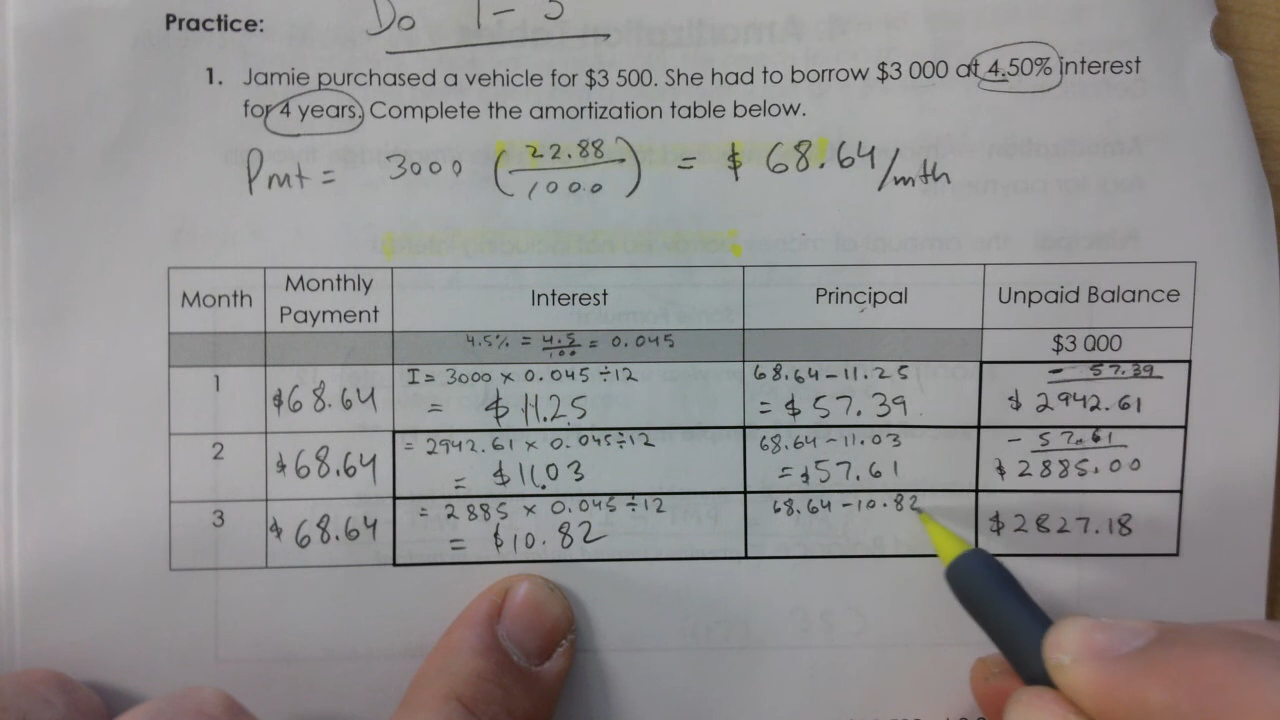 Practice: Do 1 - 3
1. Jamie purchased a vehicle for $3 500. She had to borrow $3 000 at 4.50% interest
for 4 years. Complete the amortization table below.
Pmt = 3000 (22.88/1000) = $68.64/mth
Month Monthly Payment Interest Principal Unpaid Balance
4.5% = 4.5/100 = 0.045 $3 000
1 $68.64 I = 3000 x 0.045 ÷ 12 68.64 - 11.25 - 57.39
= $11.25 = $57.39 $2942.61
2 $68.64 = 2942.61 x 0.045 ÷ 12 68.64 - 11.03 - 57.61
= $11.03 = $57.61 $2885.00
3 $68.64 = 2885 x 0.045 ÷ 12 68.64 - 10.82 $2827.18
= $10.82